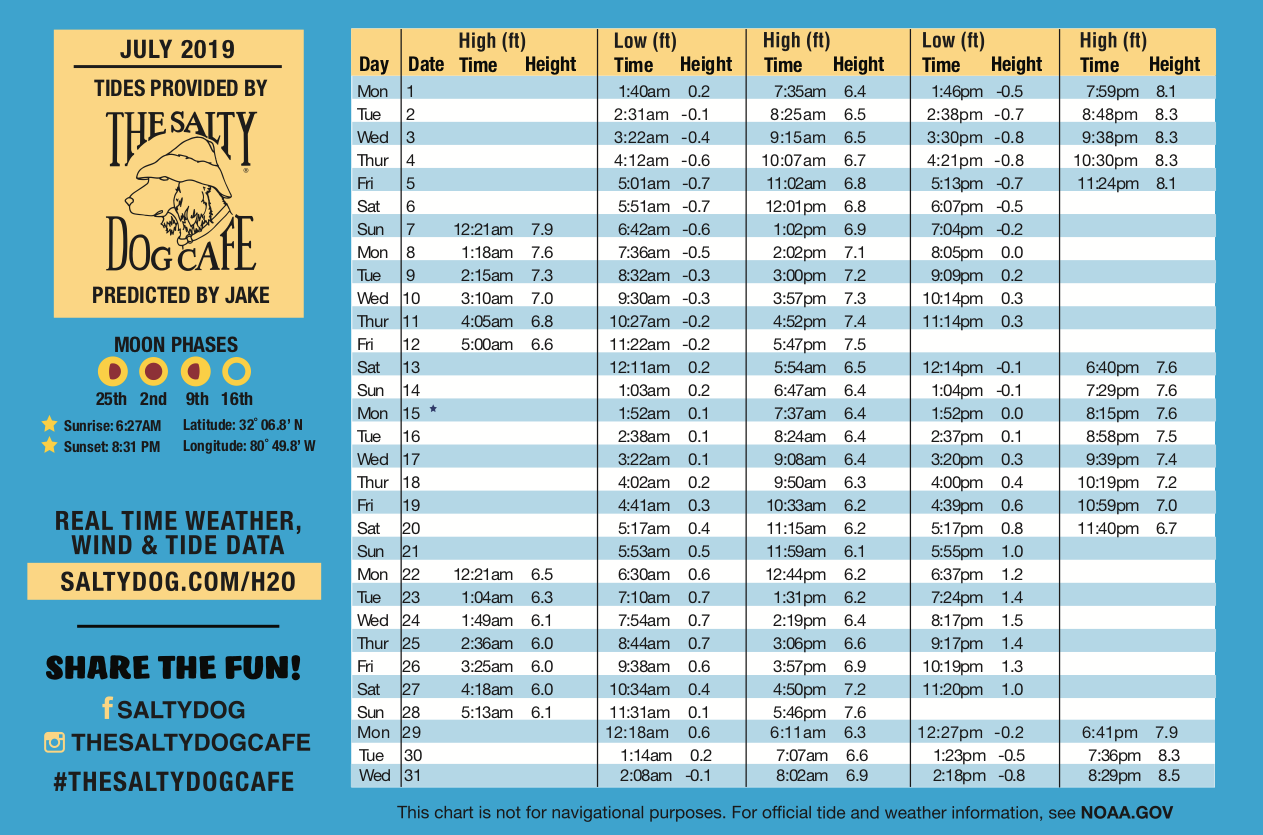 JULY 2019
TIDES PROVIDED BY
THE SALTY
®
DOG CAFE
PREDICTED BY JAKE
MOON PHASES
25th 2nd 9th 16th
Sunrise: 6:27AM Latitude: 32° 06.8' N
Sunset: 8:31 PM Longitude: 80° 49.8' W
REAL TIME WEATHER,
WIND & TIDE DATA
SALTYDOG.COM/H2O
SHARE THE FUN!
f SALTYDOG
THESALTYDOGCAFE
#THESALTYDOGCAFE
High (ft) Low (ft) High (ft) Low (ft) High (ft)
Day Date Time Height Time Height Time Height Time Height Time Height
Mon 1 1:40am 0.2 7:35am 6.4 1:46pm -0.5 7:59pm 8.1
Tue 2 2:31am -0.1 8:25am 6.5 2:38pm -0.7 8:48pm 8.3
Wed 3 3:22am -0.4 9:15am 6.5 3:30pm -0.8 9:38pm 8.3
Thur 4 4:12am -0.6 10:07am 6.7 4:21pm -0.8 10:30pm 8.3
Fri 5 5:01am -0.7 11:02am 6.8 5:13pm -0.7 11:24pm 8.1
Sat 6 5:51am -0.7 12:01pm 6.8 6:07pm -0.5
Sun 7 12:21am 7.9 6:42am -0.6 1:02pm 6.9 7:04pm -0.2
Mon 8 1:18am 7.6 7:36am -0.5 2:02pm 7.1 8:05pm 0.0
Tue 9 2:15am 7.3 8:32am -0.3 3:00pm 7.2 9:09pm 0.2
Wed 10 3:10am 7.0 9:30am -0.3 3:57pm 7.3 10:14pm 0.3
Thur 11 4:05am 6.8 10:27am -0.2 4:52pm 7.4 11:14pm 0.3
Fri 12 5:00am 6.6 11:22am -0.2 5:47pm 7.5
Sat 13 12:11am 0.2 5:54am 6.5 12:14pm -0.1 6:40pm 7.6
Sun 14 1:03am 0.2 6:47am 6.4 1:04pm -0.1 7:29pm 7.6
Mon 15 1:52am 0.1 7:37am 6.4 1:52pm 0.0 8:15pm 7.6
Tue 16 2:38am 0.1 8:24am 6.4 2:37pm 0.1 8:58pm 7.5
Wed 17 3:22am 0.1 9:08am 6.4 3:20pm 0.3 9:39pm 7.4
Thur 18 4:02am 0.2 9:50am 6.3 4:00pm 0.4 10:19pm 7.2
Fri 19 4:41am 0.3 10:33am 6.2 4:39pm 0.6 10:59pm 7.0
Sat 20 5:17am 0.4 11:15am 6.2 5:17pm 0.8 11:40pm 6.7
Sun 21 5:53am 0.5 11:59am 6.1 5:55pm 1.0
Mon 22 12:21am 6.5 6:30am 0.6 12:44pm 6.2 6:37pm 1.2
Tue 23 1:04am 6.3 7:10am 0.7 1:31pm 6.2 7:24pm 1.4
Wed 24 1:49am 6.1 7:54am 0.7 2:19pm 6.4 8:17pm 1.5
Thur 25 2:36am 6.0 8:44am 0.7 3:06pm 6.6 9:17pm 1.4
Fri 26 3:25am 6.0 9:38am 0.6 3:57pm 6.9 10:19pm 1.3
Sat 27 4:18am 6.0 10:34am 0.4 4:50pm 7.2 11:20pm 1.0
Sun 28 5:13am 6.1 11:31am 0.1 5:46pm 7.6
Mon 29 12:18am 0.6 6:11am 6.3 12:27pm -0.2 6:41pm 7.9
Tue 30 1:14am 0.2 7:07am 6.6 1:23pm -0.5 7:36pm 8.3
Wed 31 2:08am -0.1 8:02am 6.9 2:18pm -0.8 8:29pm 8.5
This chart is not for navigational purposes. For official tide and weather information, see NOAA.GOV